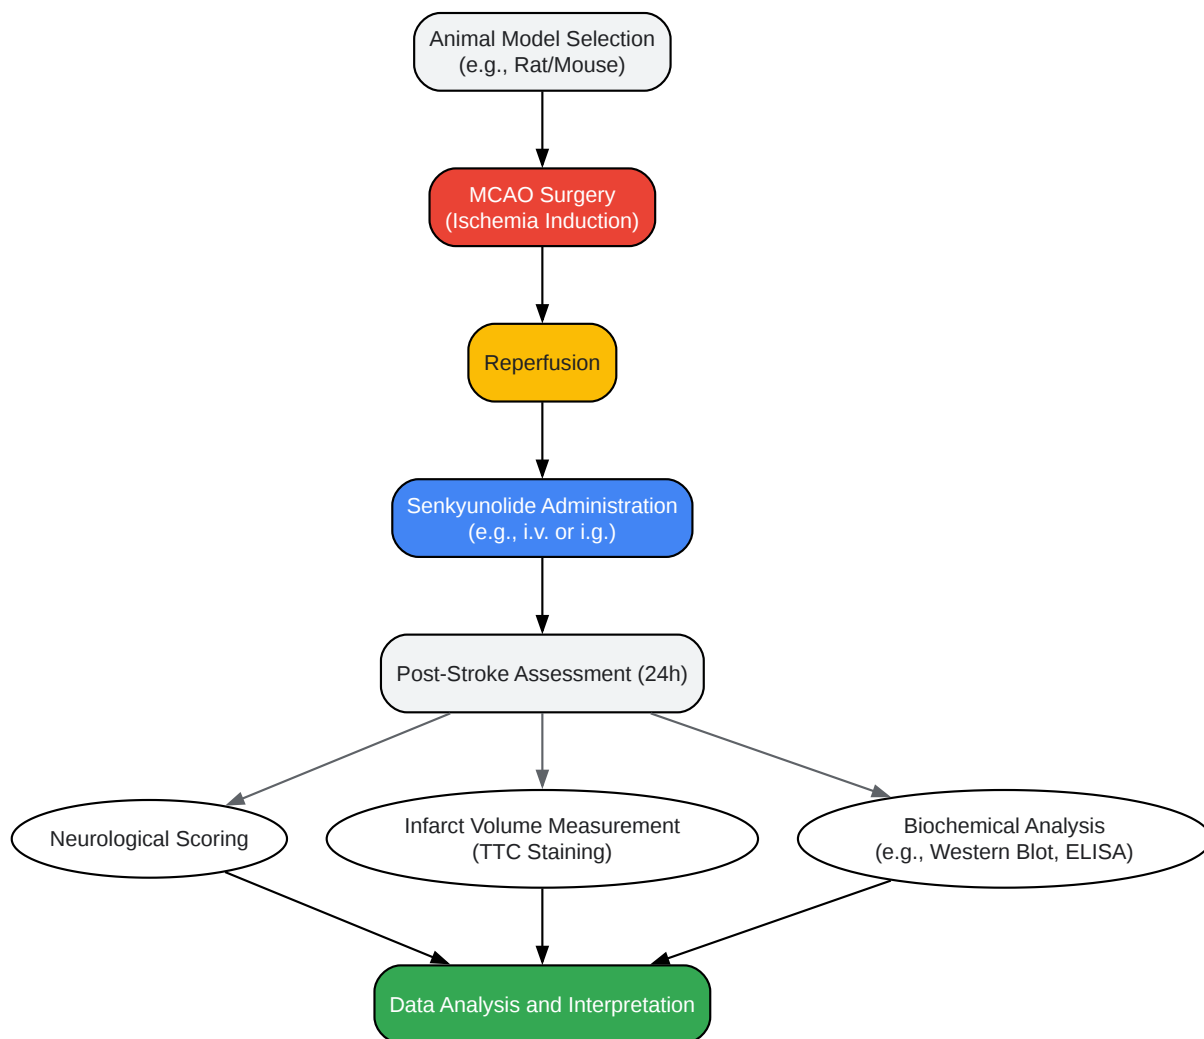 Animal Model Selection
(e.g., Rat/Mouse)
MCAO Surgery
(Ischemia Induction)
Reperfusion
Senkyunolide Administration
(e.g., i.v. or i.g.)
Post-Stroke Assessment (24h)
Neurological Scoring
Infarct Volume Measurement
(TTC Staining)
Biochemical Analysis
(e.g., Western Blot, ELISA)
Data Analysis and Interpretation